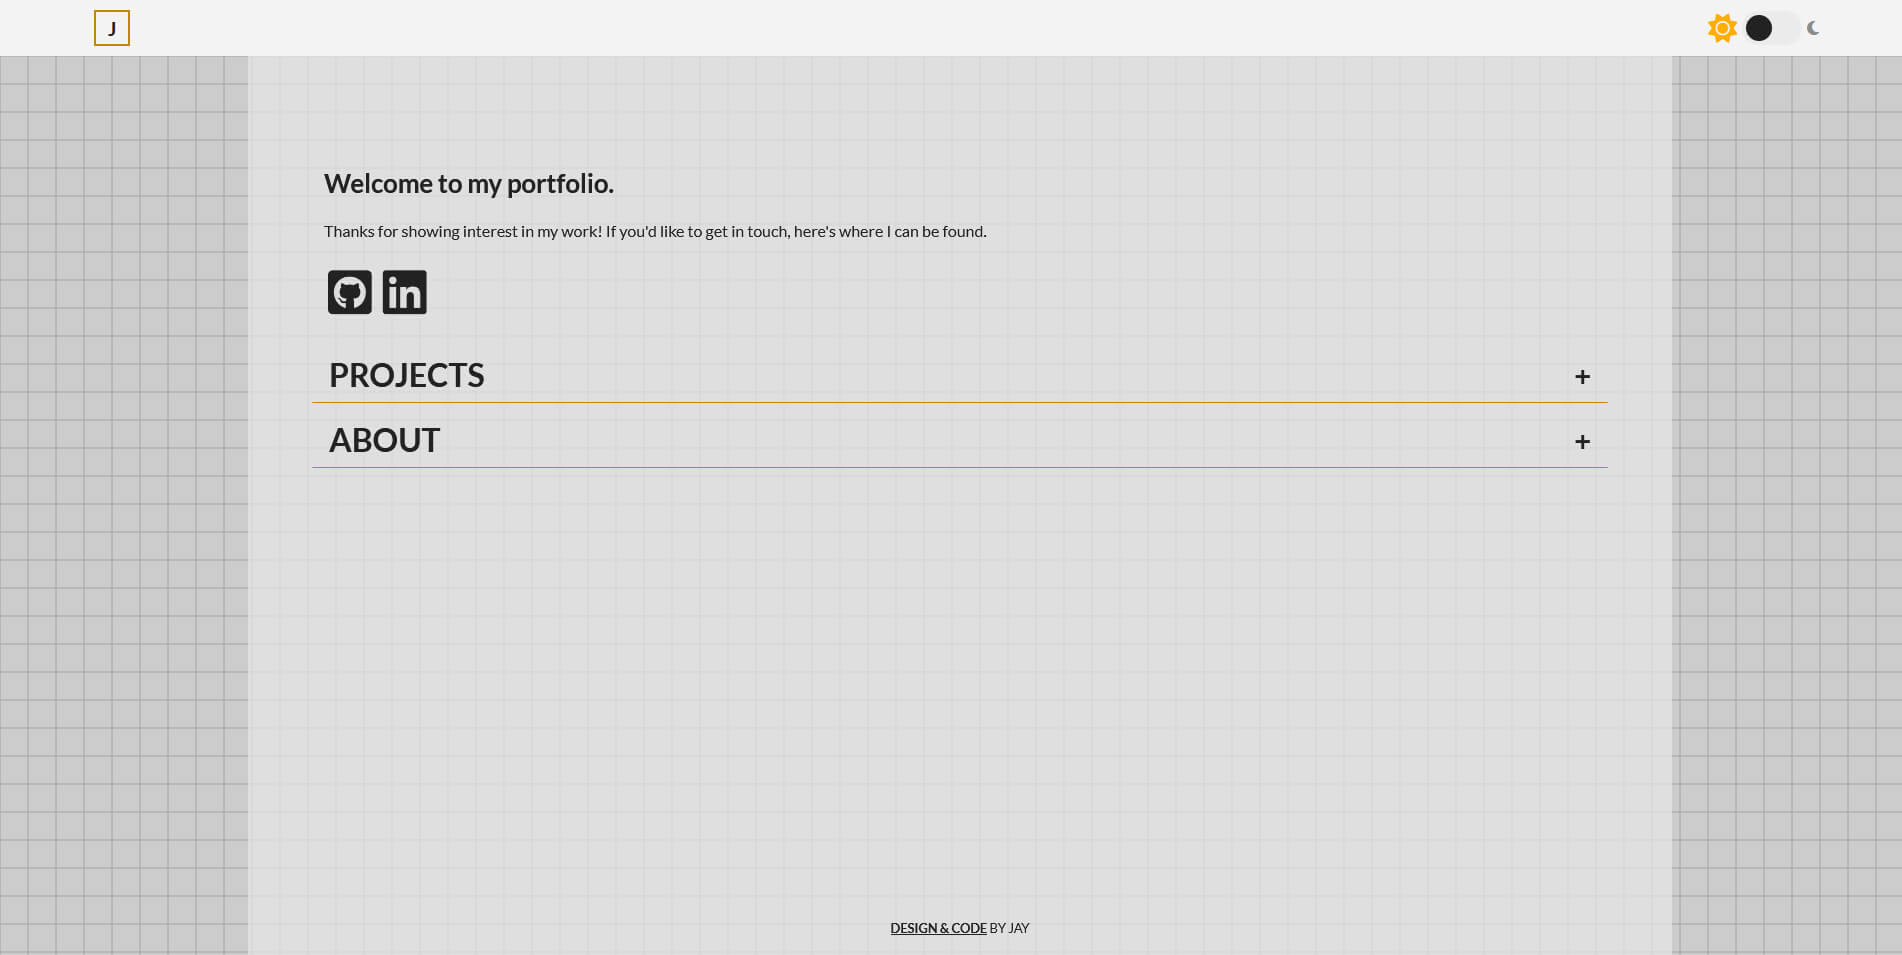 J
Welcome to my portfolio.
Thanks for showing interest in my work! If you'd like to get in touch, here's where I can be found.
in
PROJECTS +
ABOUT +
DESIGN & CODE BY JAY